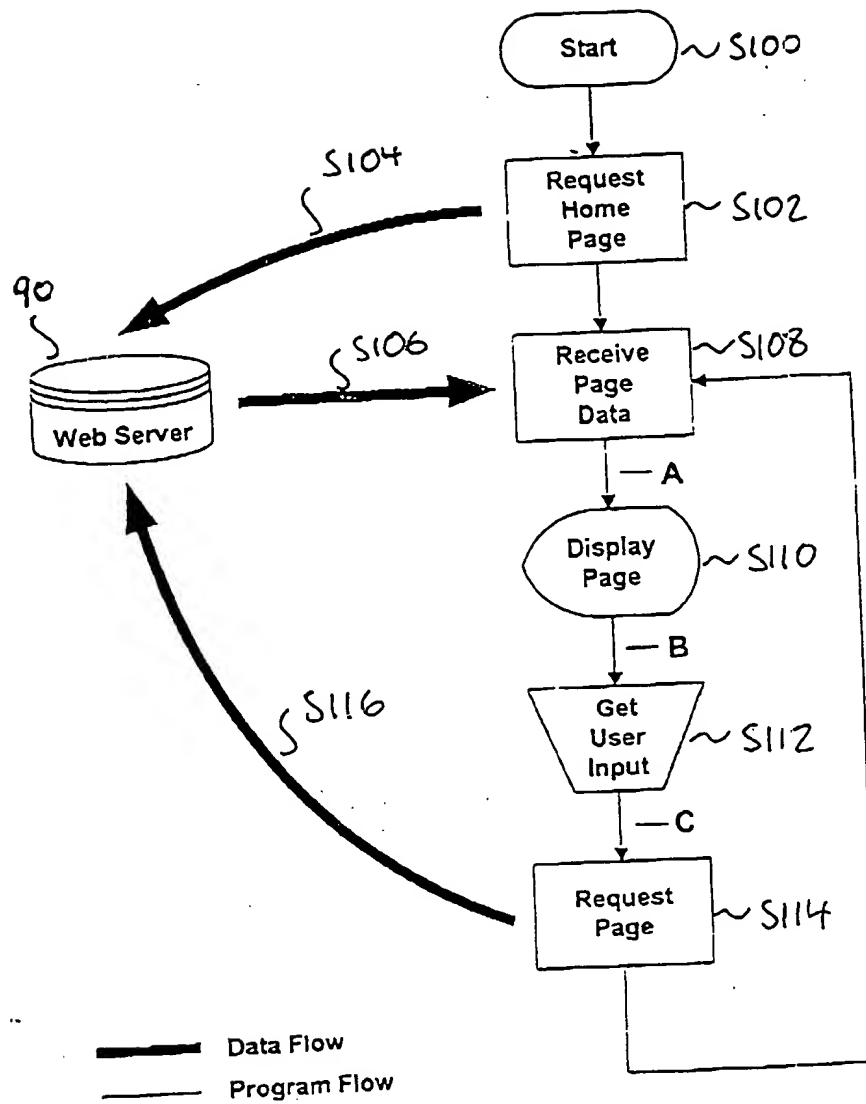 Start
S100
S104
Request
Home
Page
S102
90
S106
Receive
Page
Data
S108
Web Server
A
Display
Page
S110
B
S116
Get
User
Input
S112
C
Request
Page
S114
Data Flow
Program Flow